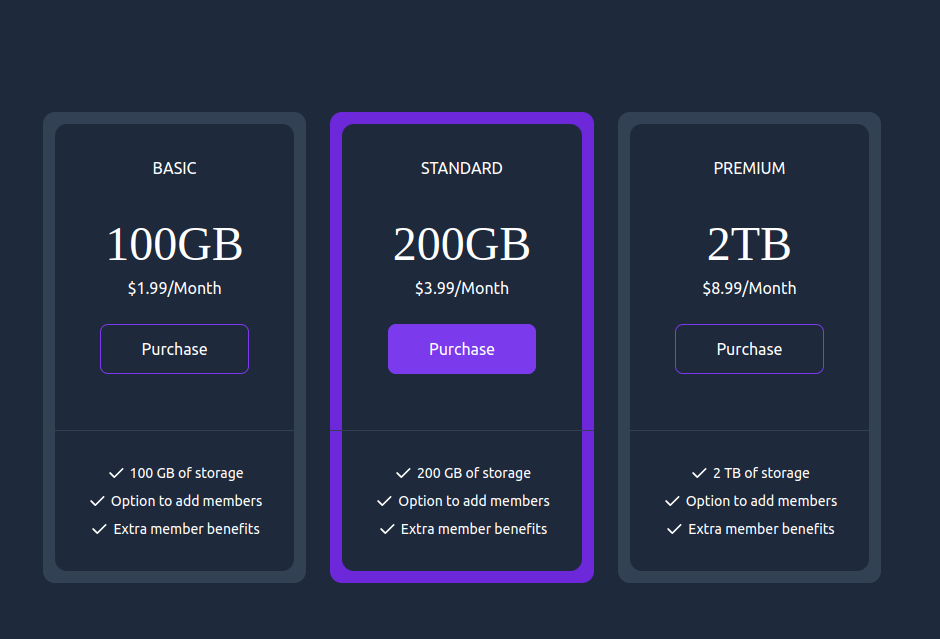 BASIC
100GB
$1.99/Month
Purchase
100 GB of storage
Option to add members
Extra member benefits
STANDARD
200GB
$3.99/Month
Purchase
200 GB of storage
Option to add members
Extra member benefits
PREMIUM
2TB
$8.99/Month
Purchase
2 TB of storage
Option to add members
Extra member benefits